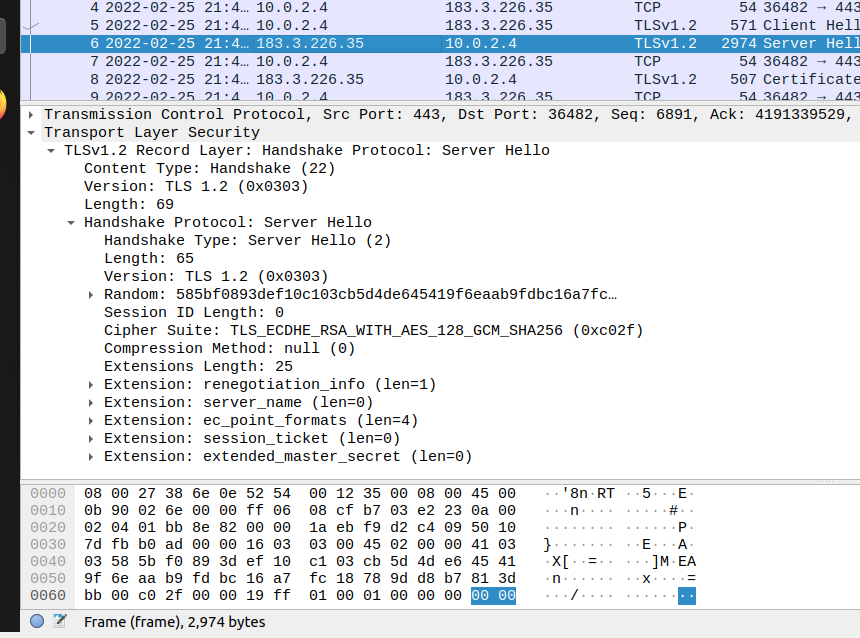 4 2022-02-25 21:4… 10.0.2.4 183.3.226.35 TCP 54 36482 → 443
5 2022-02-25 21:4… 10.0.2.4 183.3.226.35 TLSv1.2 571 Client Hell
6 2022-02-25 21:4… 183.3.226.35 10.0.2.4 TLSv1.2 2974 Server Hell
7 2022-02-25 21:4… 10.0.2.4 183.3.226.35 TCP 54 36482 → 443
8 2022-02-25 21:4… 183.3.226.35 10.0.2.4 TLSv1.2 507 Certificate
9 2022-02-25 21:4… 10.0.2.4 183.3.226.35 TCP 54 36482 → 443
Transmission Control Protocol, Src Port: 443, Dst Port: 36482, Seq: 6891, Ack: 4191339529,
Transport Layer Security
TLSv1.2 Record Layer: Handshake Protocol: Server Hello
Content Type: Handshake (22)
Version: TLS 1.2 (0x0303)
Length: 69
Handshake Protocol: Server Hello
Handshake Type: Server Hello (2)
Length: 65
Version: TLS 1.2 (0x0303)
Random: 585bf0893def10c103cb5d4de645419f6eaab9fdbc16a7fc…
Session ID Length: 0
Cipher Suite: TLS_ECDHE_RSA_WITH_AES_128_GCM_SHA256 (0xc02f)
Compression Method: null (0)
Extensions Length: 25
Extension: renegotiation_info (len=1)
Extension: server_name (len=0)
Extension: ec_point_formats (len=4)
Extension: session_ticket (len=0)
Extension: extended_master_secret (len=0)
0000 08 00 27 38 6e 0e 52 54 00 12 35 00 08 00 45 00 ··'8n·RT ··5···E·
0010 0b 90 02 6e 00 00 ff 06 08 cf b7 03 e2 23 0a 00 ···n···· ·····#··
0020 02 04 01 bb 8e 82 00 00 1a eb f9 d2 c4 09 50 10 ········ ······P·
0030 7d fb b0 ad 00 00 16 03 03 00 45 02 00 00 41 03 }······· ··E···A·
0040 03 58 5b f0 89 3d ef 10 c1 03 cb 5d 4d e6 45 41 ·X[··=·· ···]M·EA
0050 9f 6e aa b9 fd bc 16 a7 fc 18 78 9d d8 b7 81 3d ·n······ ··x····=
0060 bb 00 c0 2f 00 00 19 ff 01 00 01 00 00 00 00 00 ···/···· ········
Frame (frame), 2,974 bytes